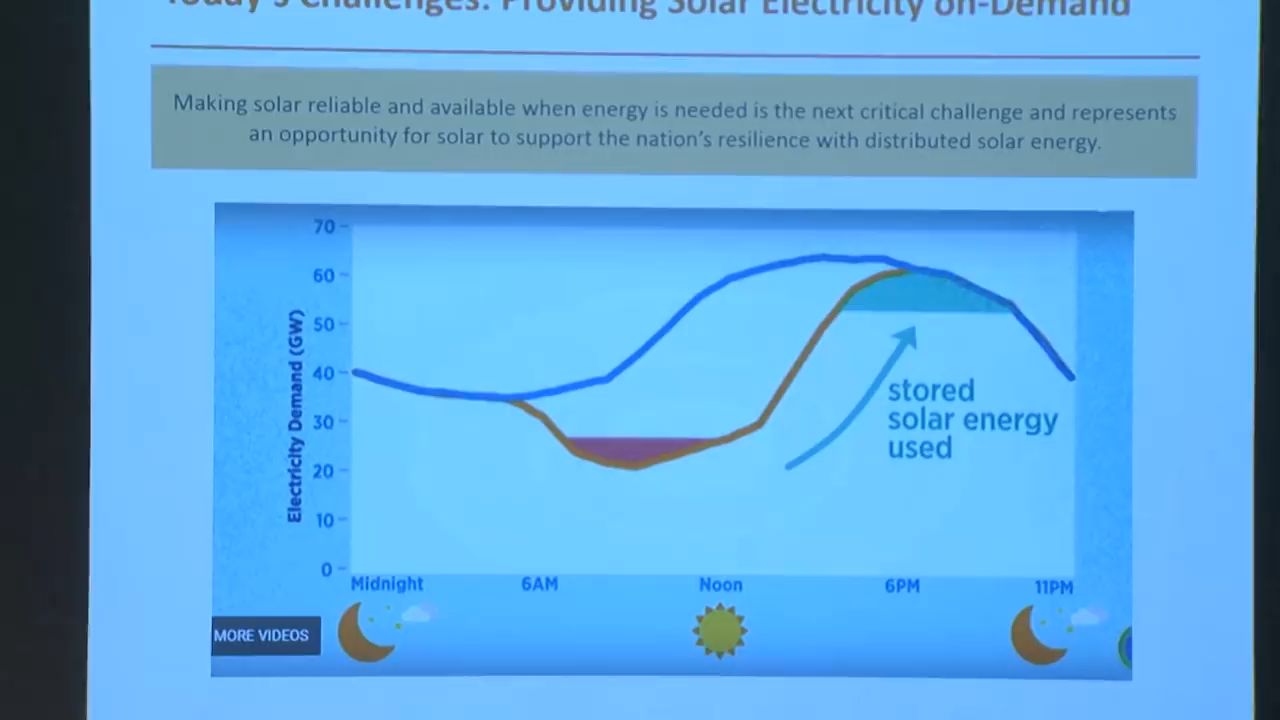 Today's Challenges: Providing Solar Electricity on-Demand
Making solar reliable and available when energy is needed is the next critical challenge and represents
an opportunity for solar to support the nation's resilience with distributed solar energy.
70
60
50
40
30
20
10
0
Electricity Demand (GW)
stored
solar energy
used
Midnight
6AM
Noon
6PM
11PM
MORE VIDEOS